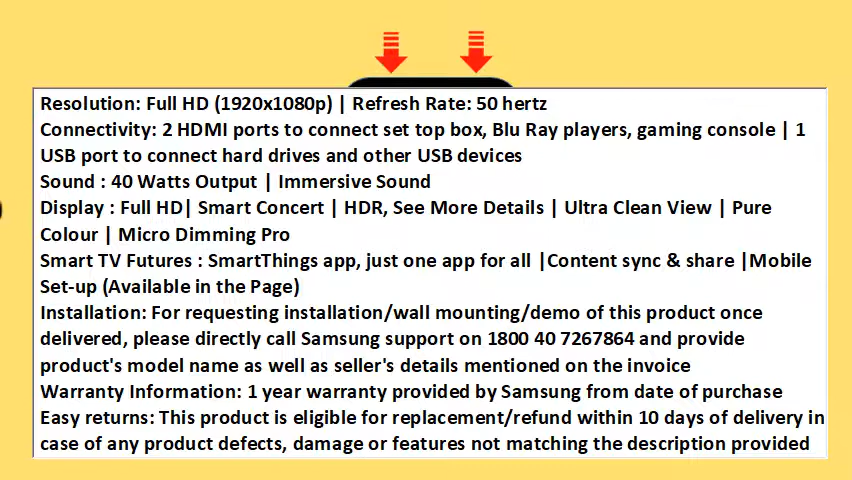 Resolution: Full HD (1920x1080p) | Refresh Rate: 50 hertz
Connectivity: 2 HDMI ports to connect set top box, Blu Ray players, gaming console | 1
USB port to connect hard drives and other USB devices
Sound : 40 Watts Output | Immersive Sound
Display : Full HD| Smart Concert | HDR, See More Details | Ultra Clean View | Pure
Colour | Micro Dimming Pro
Smart TV Futures : SmartThings app, just one app for all |Content sync & share |Mobile
Set-up (Available in the Page)
Installation: For requesting installation/wall mounting/demo of this product once
delivered, please directly call Samsung support on 1800 40 7267864 and provide
product's model name as well as seller's details mentioned on the invoice
Warranty Information: 1 year warranty provided by Samsung from date of purchase
Easy returns: This product is eligible for replacement/refund within 10 days of delivery in
case of any product defects, damage or features not matching the description provided